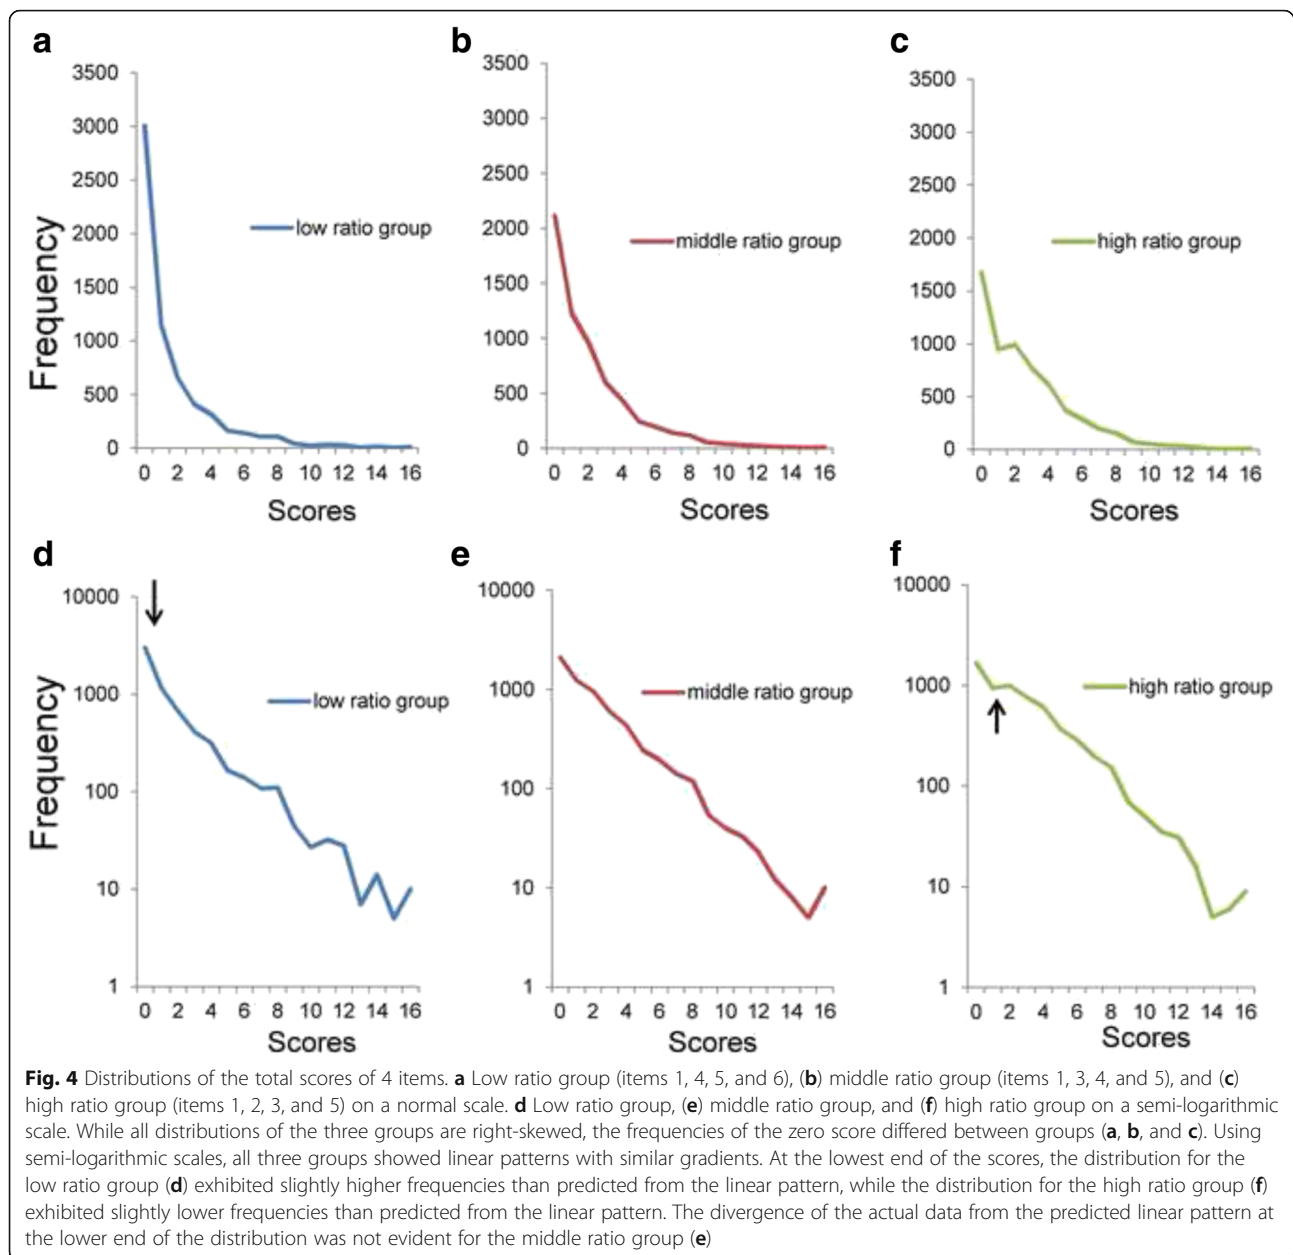 a
3500
3000
2500
2000
1500
1000
500
0
Frequency
low ratio group
0 2 4 6 8 10 12 14 16
Scores
b
3500
3000
2500
2000
1500
1000
500
0
middle ratio group
0 2 4 6 8 10 12 14 16
Scores
c
3500
3000
2500
2000
1500
1000
500
0
high ratio group
0 2 4 6 8 10 12 14 16
Scores
d
10000
1000
100
10
1
Frequency
low ratio group
0 2 4 6 8 10 12 14 16
Scores
e
10000
1000
100
10
1
middle ratio group
0 2 4 6 8 10 12 14 16
Scores
f
10000
1000
100
10
1
high ratio group
0 2 4 6 8 10 12 14 16
Scores
Fig. 4 Distributions of the total scores of 4 items. a Low ratio group (items 1, 4, 5, and 6), (b) middle ratio group (items 1, 3, 4, and 5), and (c)
high ratio group (items 1, 2, 3, and 5) on a normal scale. d Low ratio group, (e) middle ratio group, and (f) high ratio group on a semi-logarithmic
scale. While all distributions of the three groups are right-skewed, the frequencies of the zero score differed between groups (a, b, and c). Using
semi-logarithmic scales, all three groups showed linear patterns with similar gradients. At the lowest end of the scores, the distribution for the
low ratio group (d) exhibited slightly higher frequencies than predicted from the linear pattern, while the distribution for the high ratio group (f)
exhibited slightly lower frequencies than predicted from the linear pattern. The divergence of the actual data from the predicted linear pattern at
the lower end of the distribution was not evident for the middle ratio group (e)